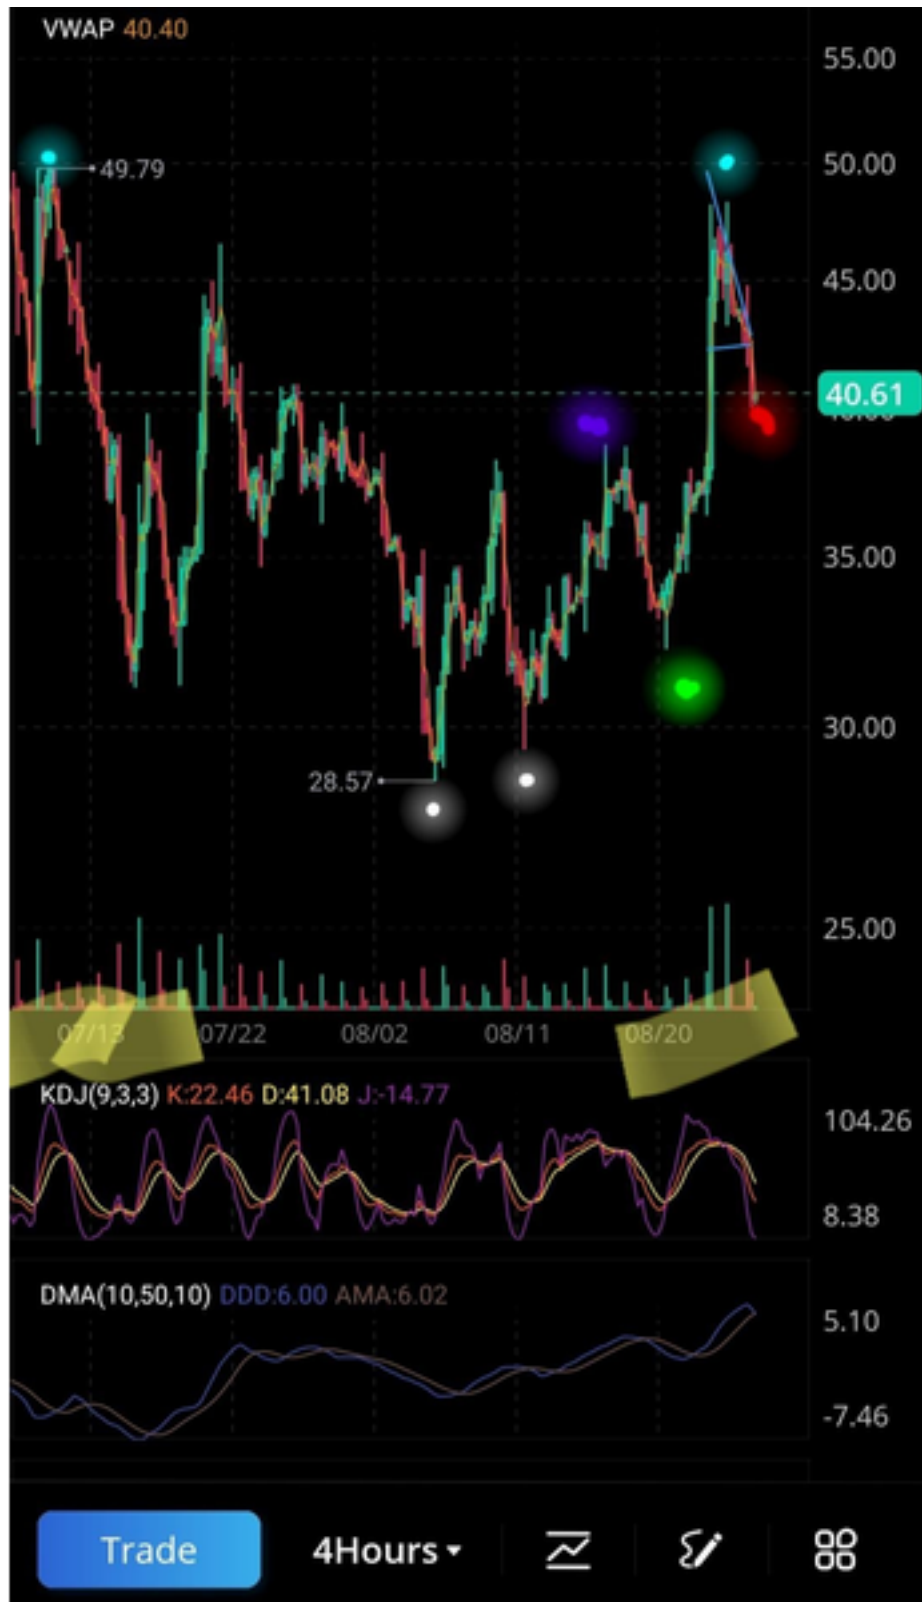 VWAP 40.40
55.00
49.79
50.00
45.00
40.61
35.00
30.00
28.57
25.00
07/13 07/22 08/02 08/11 08/20
KDJ(9,3,3) K:22.46 D:41.08 J:-14.77
104.26
8.38
DMA(10,50,10) DDD:6.00 AMA:6.02
5.10
-7.46
Trade 4Hours